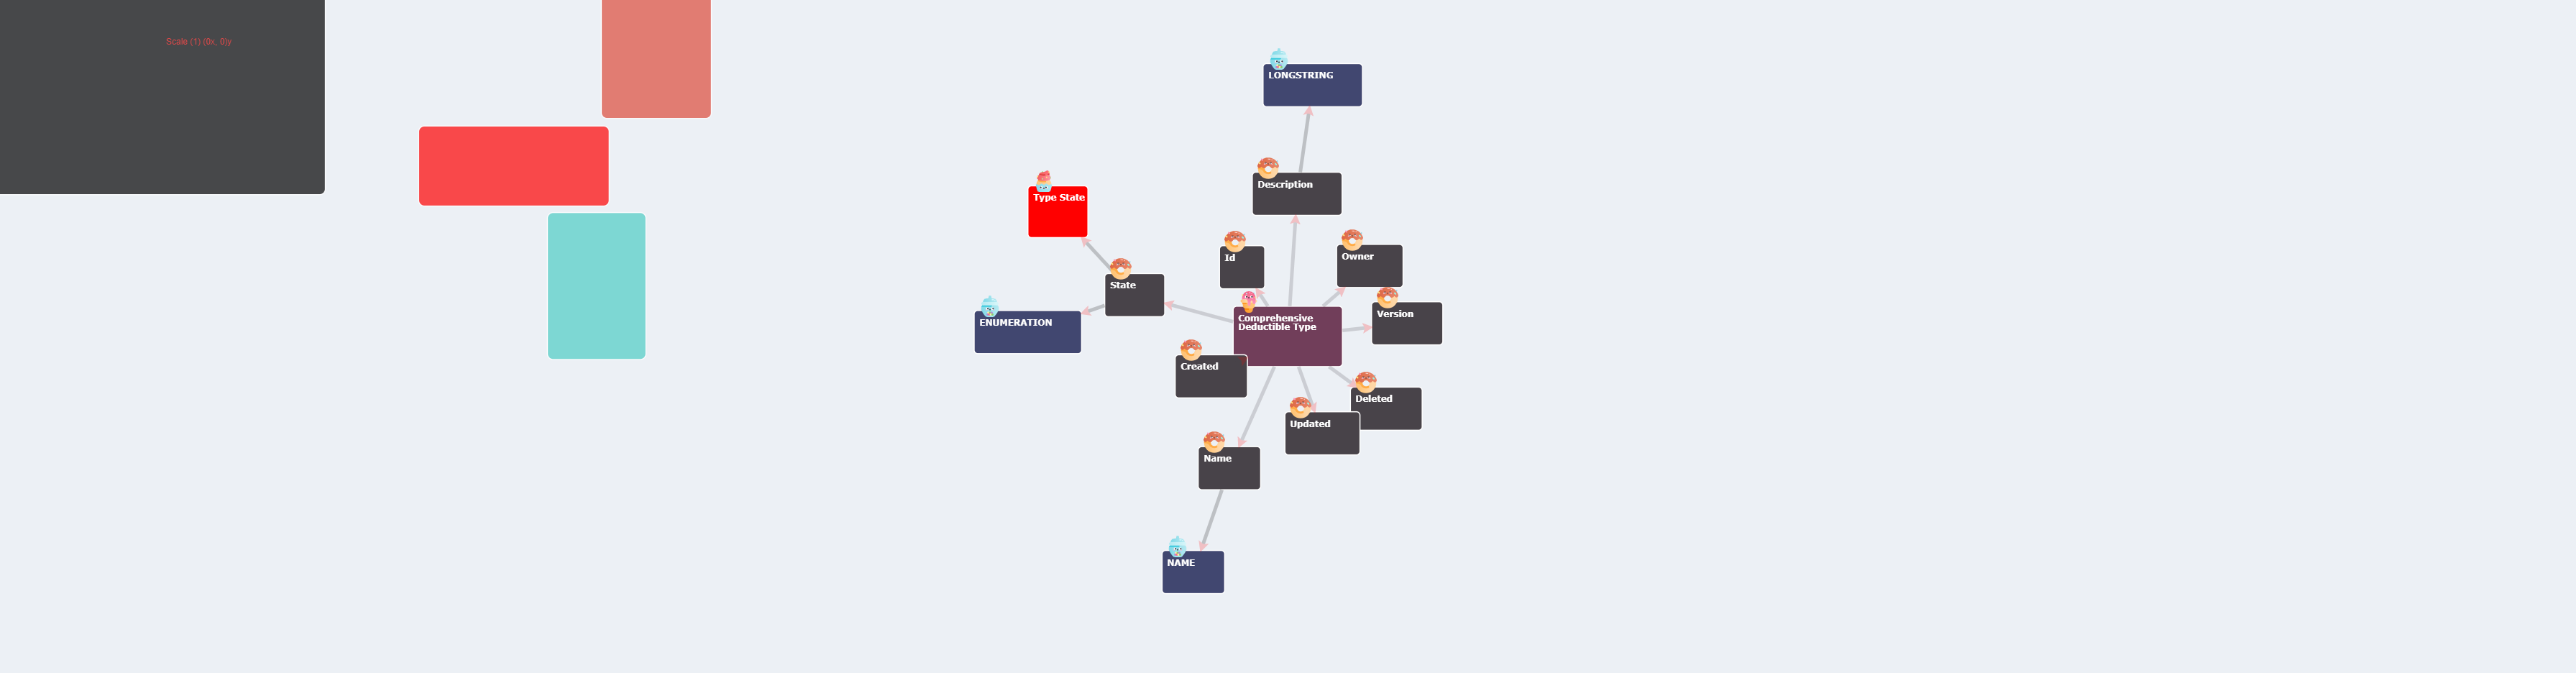 Scale (1) (0x, 0)y
LONGSTRING
Description
Type State
Id
Owner
State
Version
Comprehensive
Deductible Type
ENUMERATION
Created
Deleted
Updated
Name
NAME